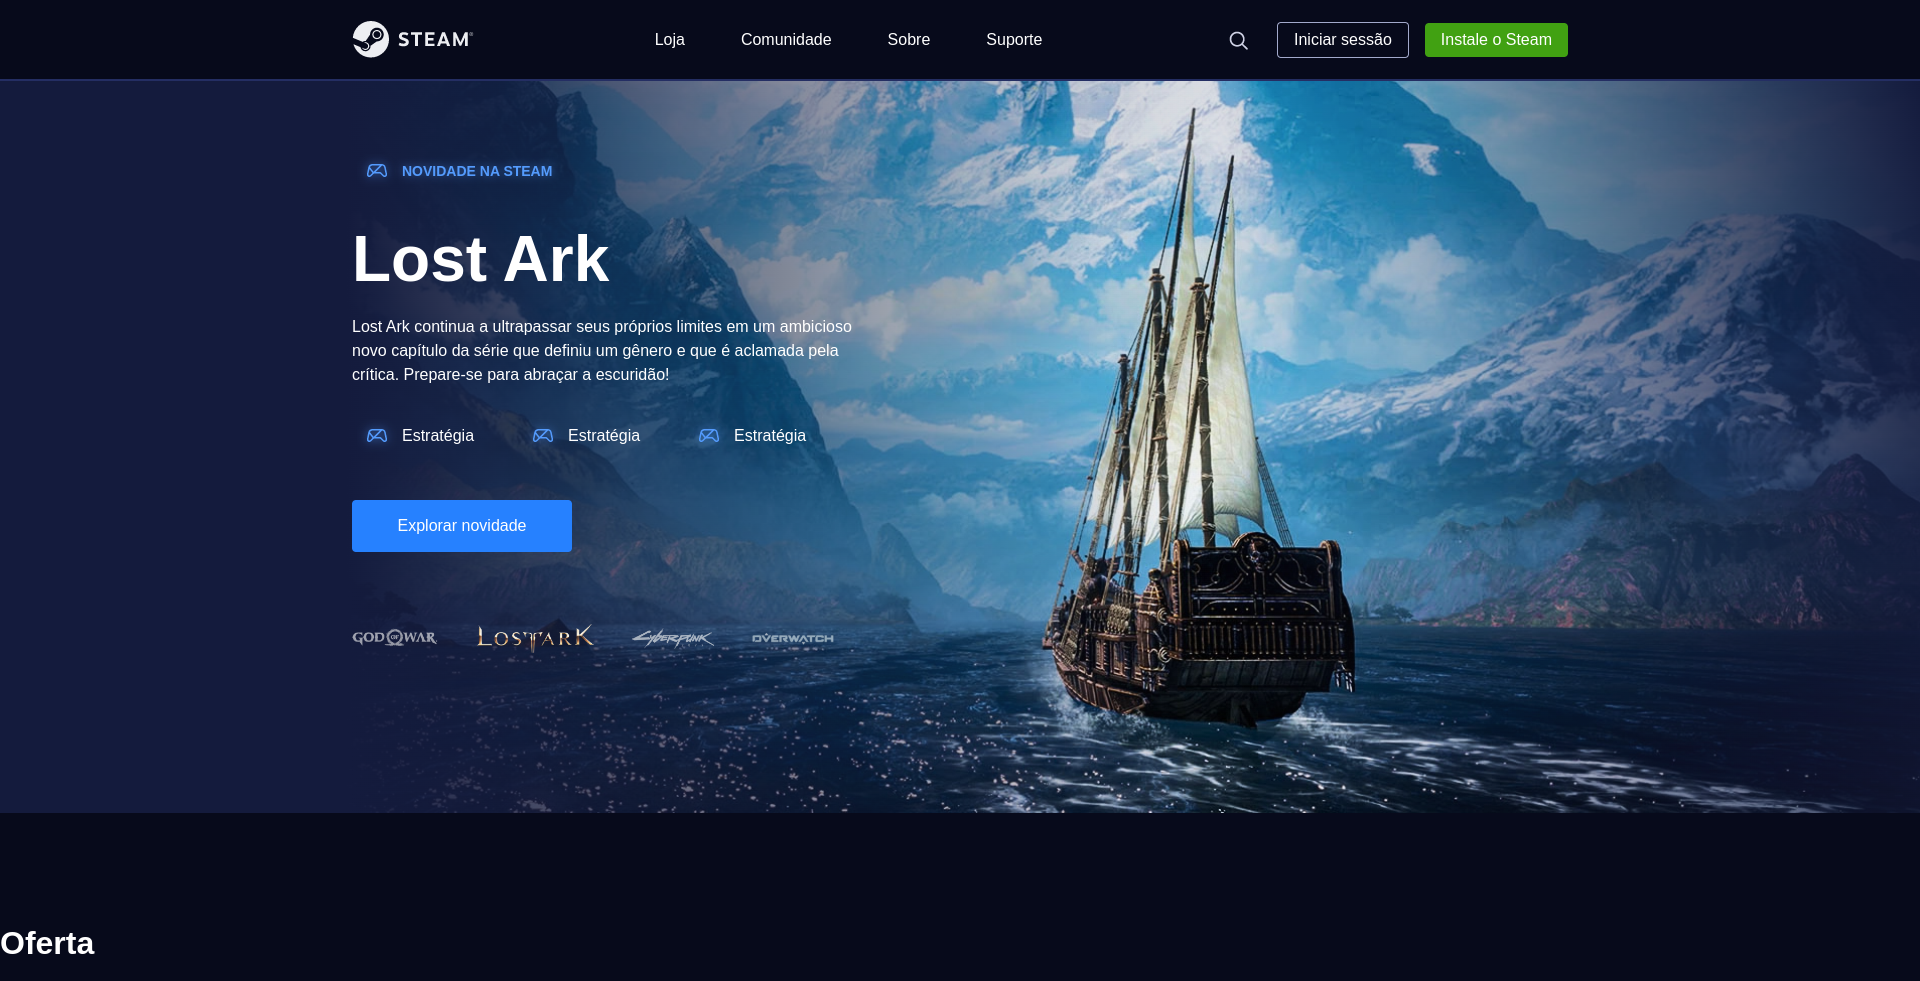 STEAM
Loja
Comunidade
Sobre
Suporte
Iniciar sessão
Instale o Steam
NOVIDADE NA STEAM
Lost Ark
Lost Ark continua a ultrapassar seus próprios limites em um ambicioso
novo capítulo da série que definiu um gênero e que é aclamada pela
crítica. Prepare-se para abraçar a escuridão!
Estratégia
Estratégia
Estratégia
Explorar novidade
GOD OF WAR
LOST ARK
CYBERPUNK
OVERWATCH
Oferta